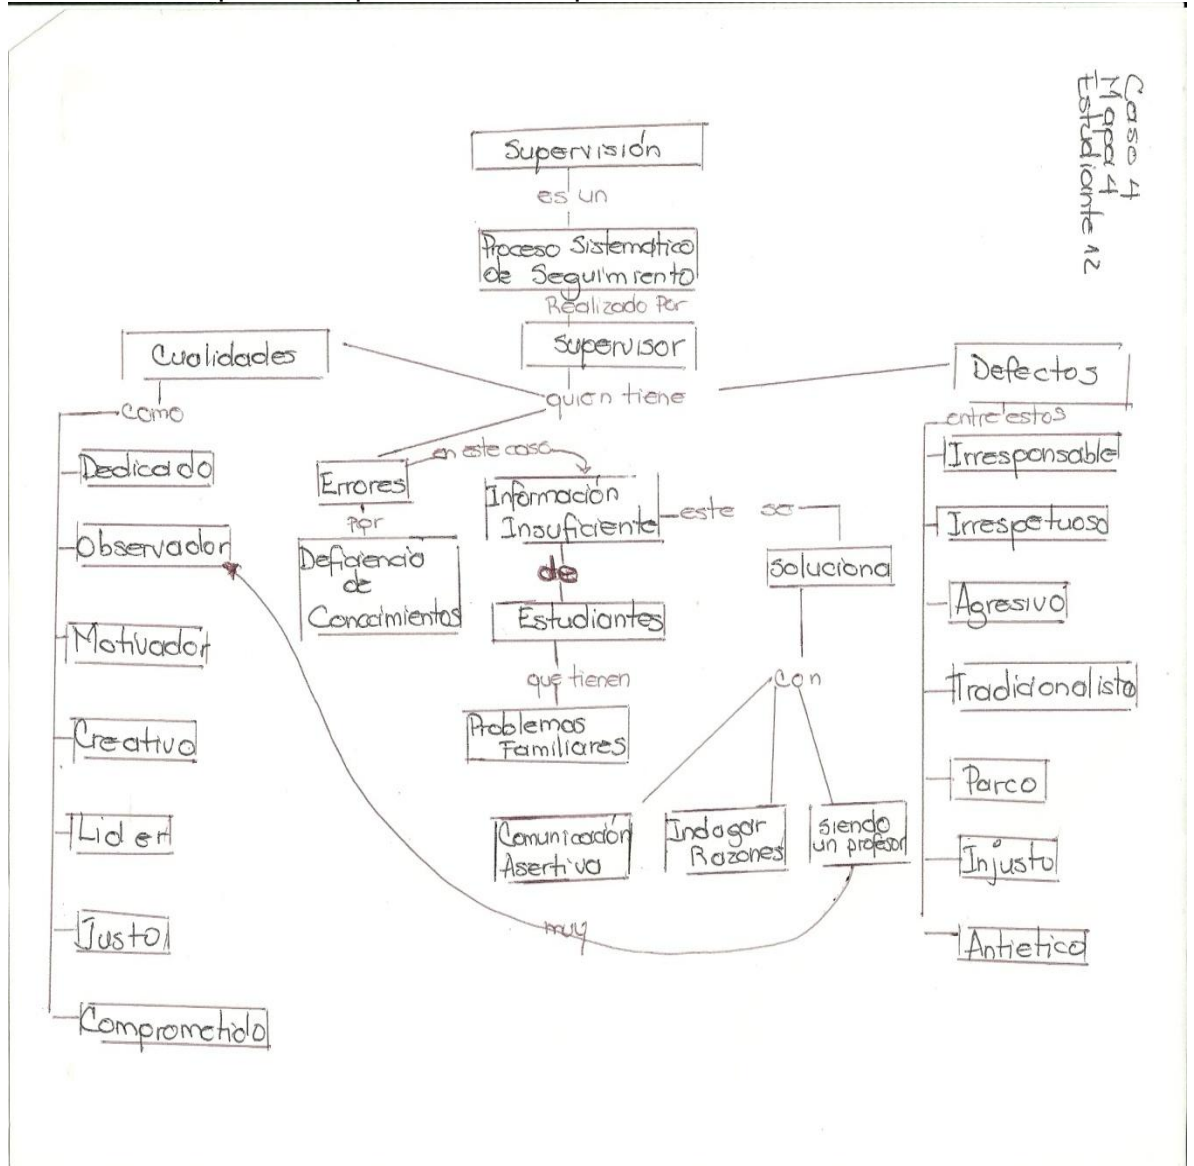 Caso 4
Mapa 4
Estudiante 12
Supervisión
es un
Proceso Sistematico
de Seguimiento
Realizado Por
Supervisor
quien tiene
Cualidades
como
Dedicado
Observador
Motivador
Creativo
Lider
Justo
Comprometido
Errores
Por
Deficiencia
de
Conocimientos
en este caso
Información
Insuficiente
de
Estudiantes
que tienen
Problemas
Familiares
este se
soluciona
con
Comunicación
Asertiva
Indagar
Razones
siendo
un profesor
muy
Defectos
entre estos
Irresponsable
Irrespetuoso
Agresivo
Tradicionalista
Parco
Injusto
Antietico